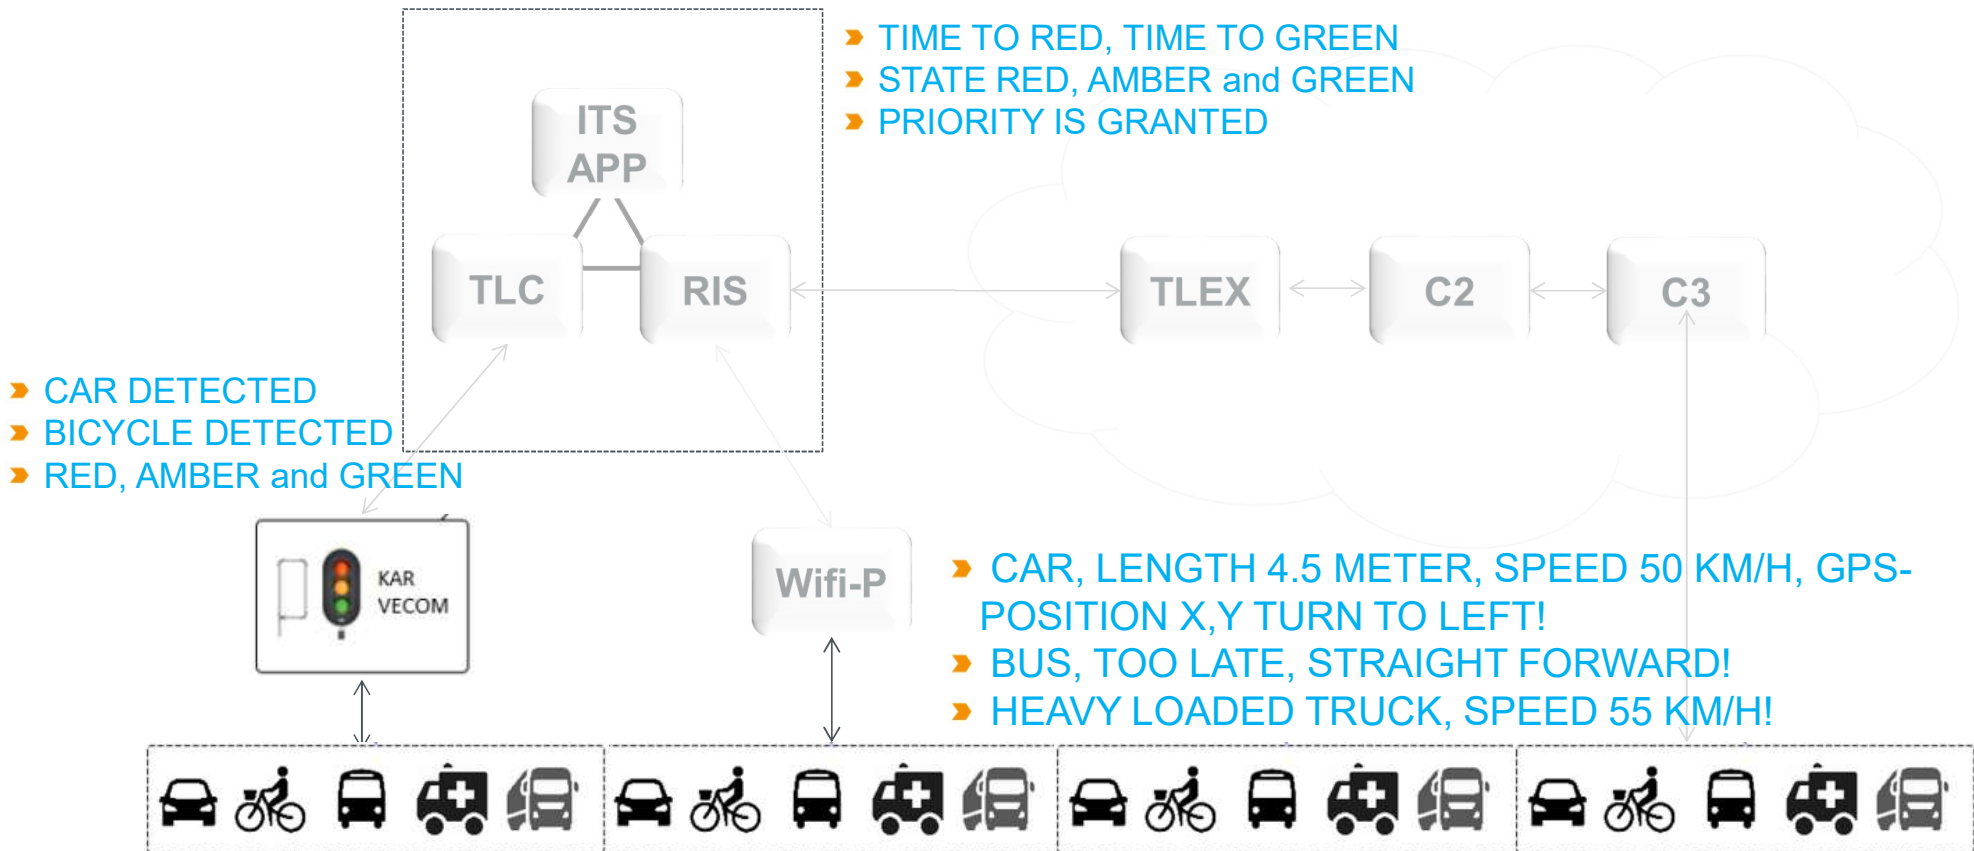 TIME TO RED, TIME TO GREEN
STATE RED, AMBER and GREEN
PRIORITY IS GRANTED
ITS
APP
TLC
RIS
TLEX
C2
C3
CAR DETECTED
BICYCLE DETECTED
RED, AMBER and GREEN
KAR
VECOM
Wifi-P
CAR, LENGTH 4.5 METER, SPEED 50 KM/H, GPS-
POSITION X,Y TURN TO LEFT!
BUS, TOO LATE, STRAIGHT FORWARD!
HEAVY LOADED TRUCK, SPEED 55 KM/H!